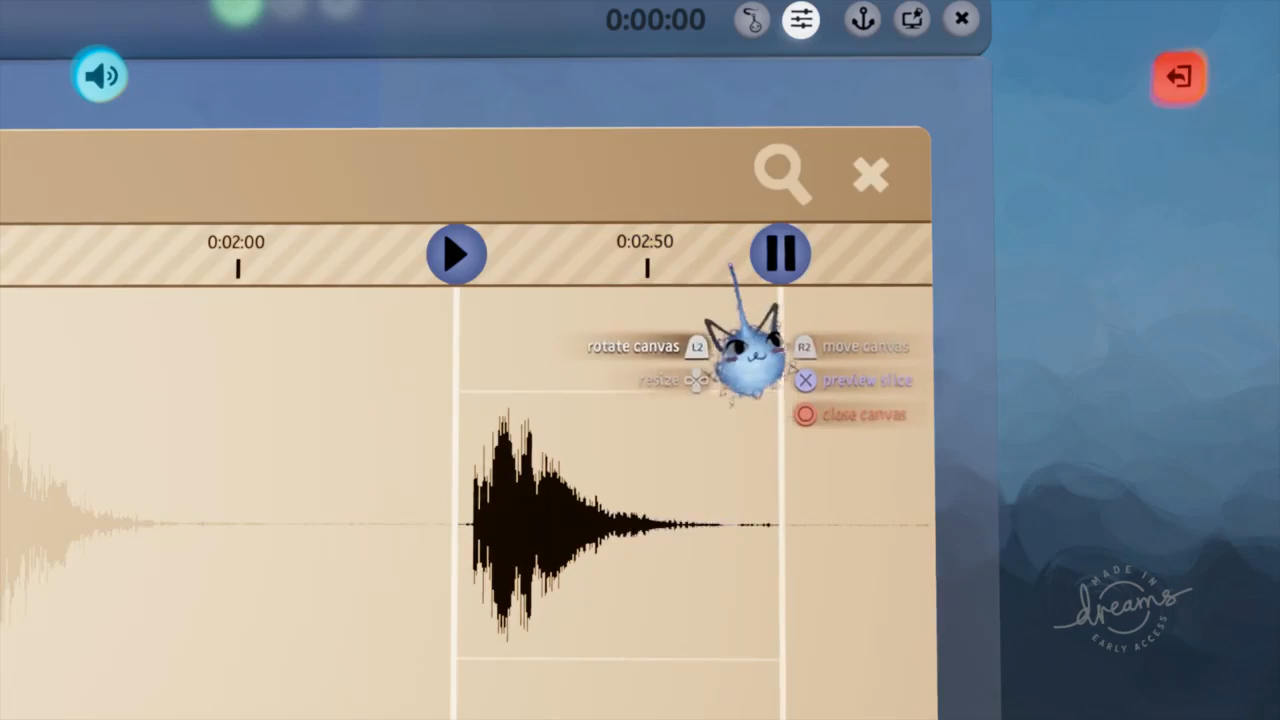 0:00:00
0:02:00
0:02:50
rotate canvas L2
R2 move canvas
resize
preview slice
close canvas
MADE IN
dreams
EARLY ACCESS